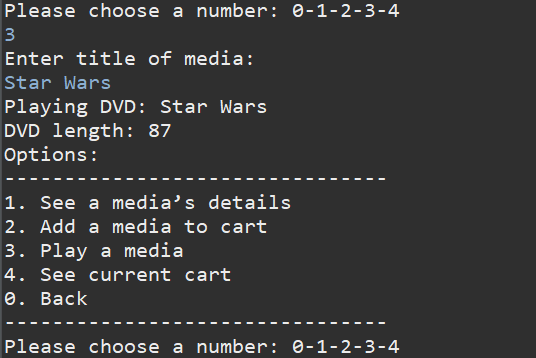 Please choose a number: 0-1-2-3-4
3
Enter title of media:
Star Wars
Playing DVD: Star Wars
DVD length: 87
Options:
--------------------------------
1. See a media’s details
2. Add a media to cart
3. Play a media
4. See current cart
0. Back
--------------------------------
Please choose a number: 0-1-2-3-4